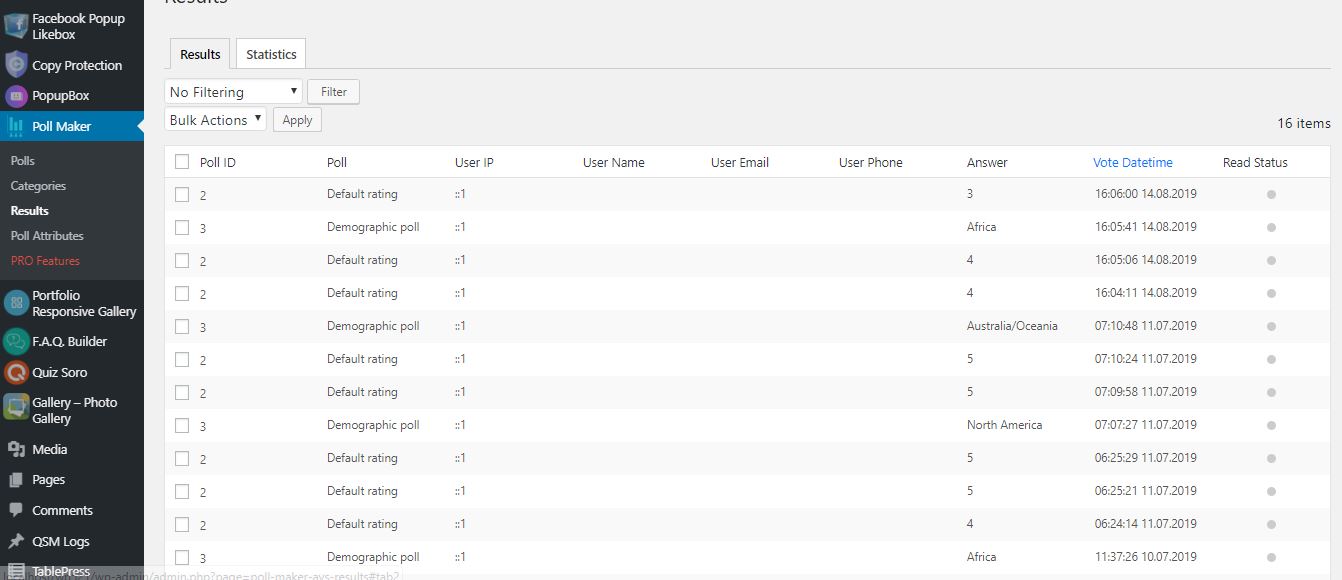 Results
Facebook Popup
Likebox
Copy Protection
PopupBox
Poll Maker
Polls
Categories
Results
Poll Attributes
PRO Features
Portfolio
Responsive Gallery
F.A.Q. Builder
Quiz Soro
Gallery – Photo
Gallery
Media
Pages
Comments
QSM Logs
TablePress
Results Statistics
No Filtering Filter
Bulk Actions Apply
16 items
Poll ID Poll User IP User Name User Email User Phone Answer Vote Datetime Read Status
2 Default rating ::1 3 16:06:00 14.08.2019
3 Demographic poll ::1 Africa 16:05:41 14.08.2019
2 Default rating ::1 4 16:05:06 14.08.2019
2 Default rating ::1 4 16:04:11 14.08.2019
3 Demographic poll ::1 Australia/Oceania 07:10:48 11.07.2019
2 Default rating ::1 5 07:10:24 11.07.2019
2 Default rating ::1 5 07:09:58 11.07.2019
3 Demographic poll ::1 North America 07:07:27 11.07.2019
2 Default rating ::1 5 06:25:29 11.07.2019
2 Default rating ::1 5 06:25:21 11.07.2019
2 Default rating ::1 4 06:24:14 11.07.2019
3 Demographic poll ::1 Africa 11:37:26 10.07.2019
/wp-admin/admin.php?page=poll-maker-ays-results#tab2